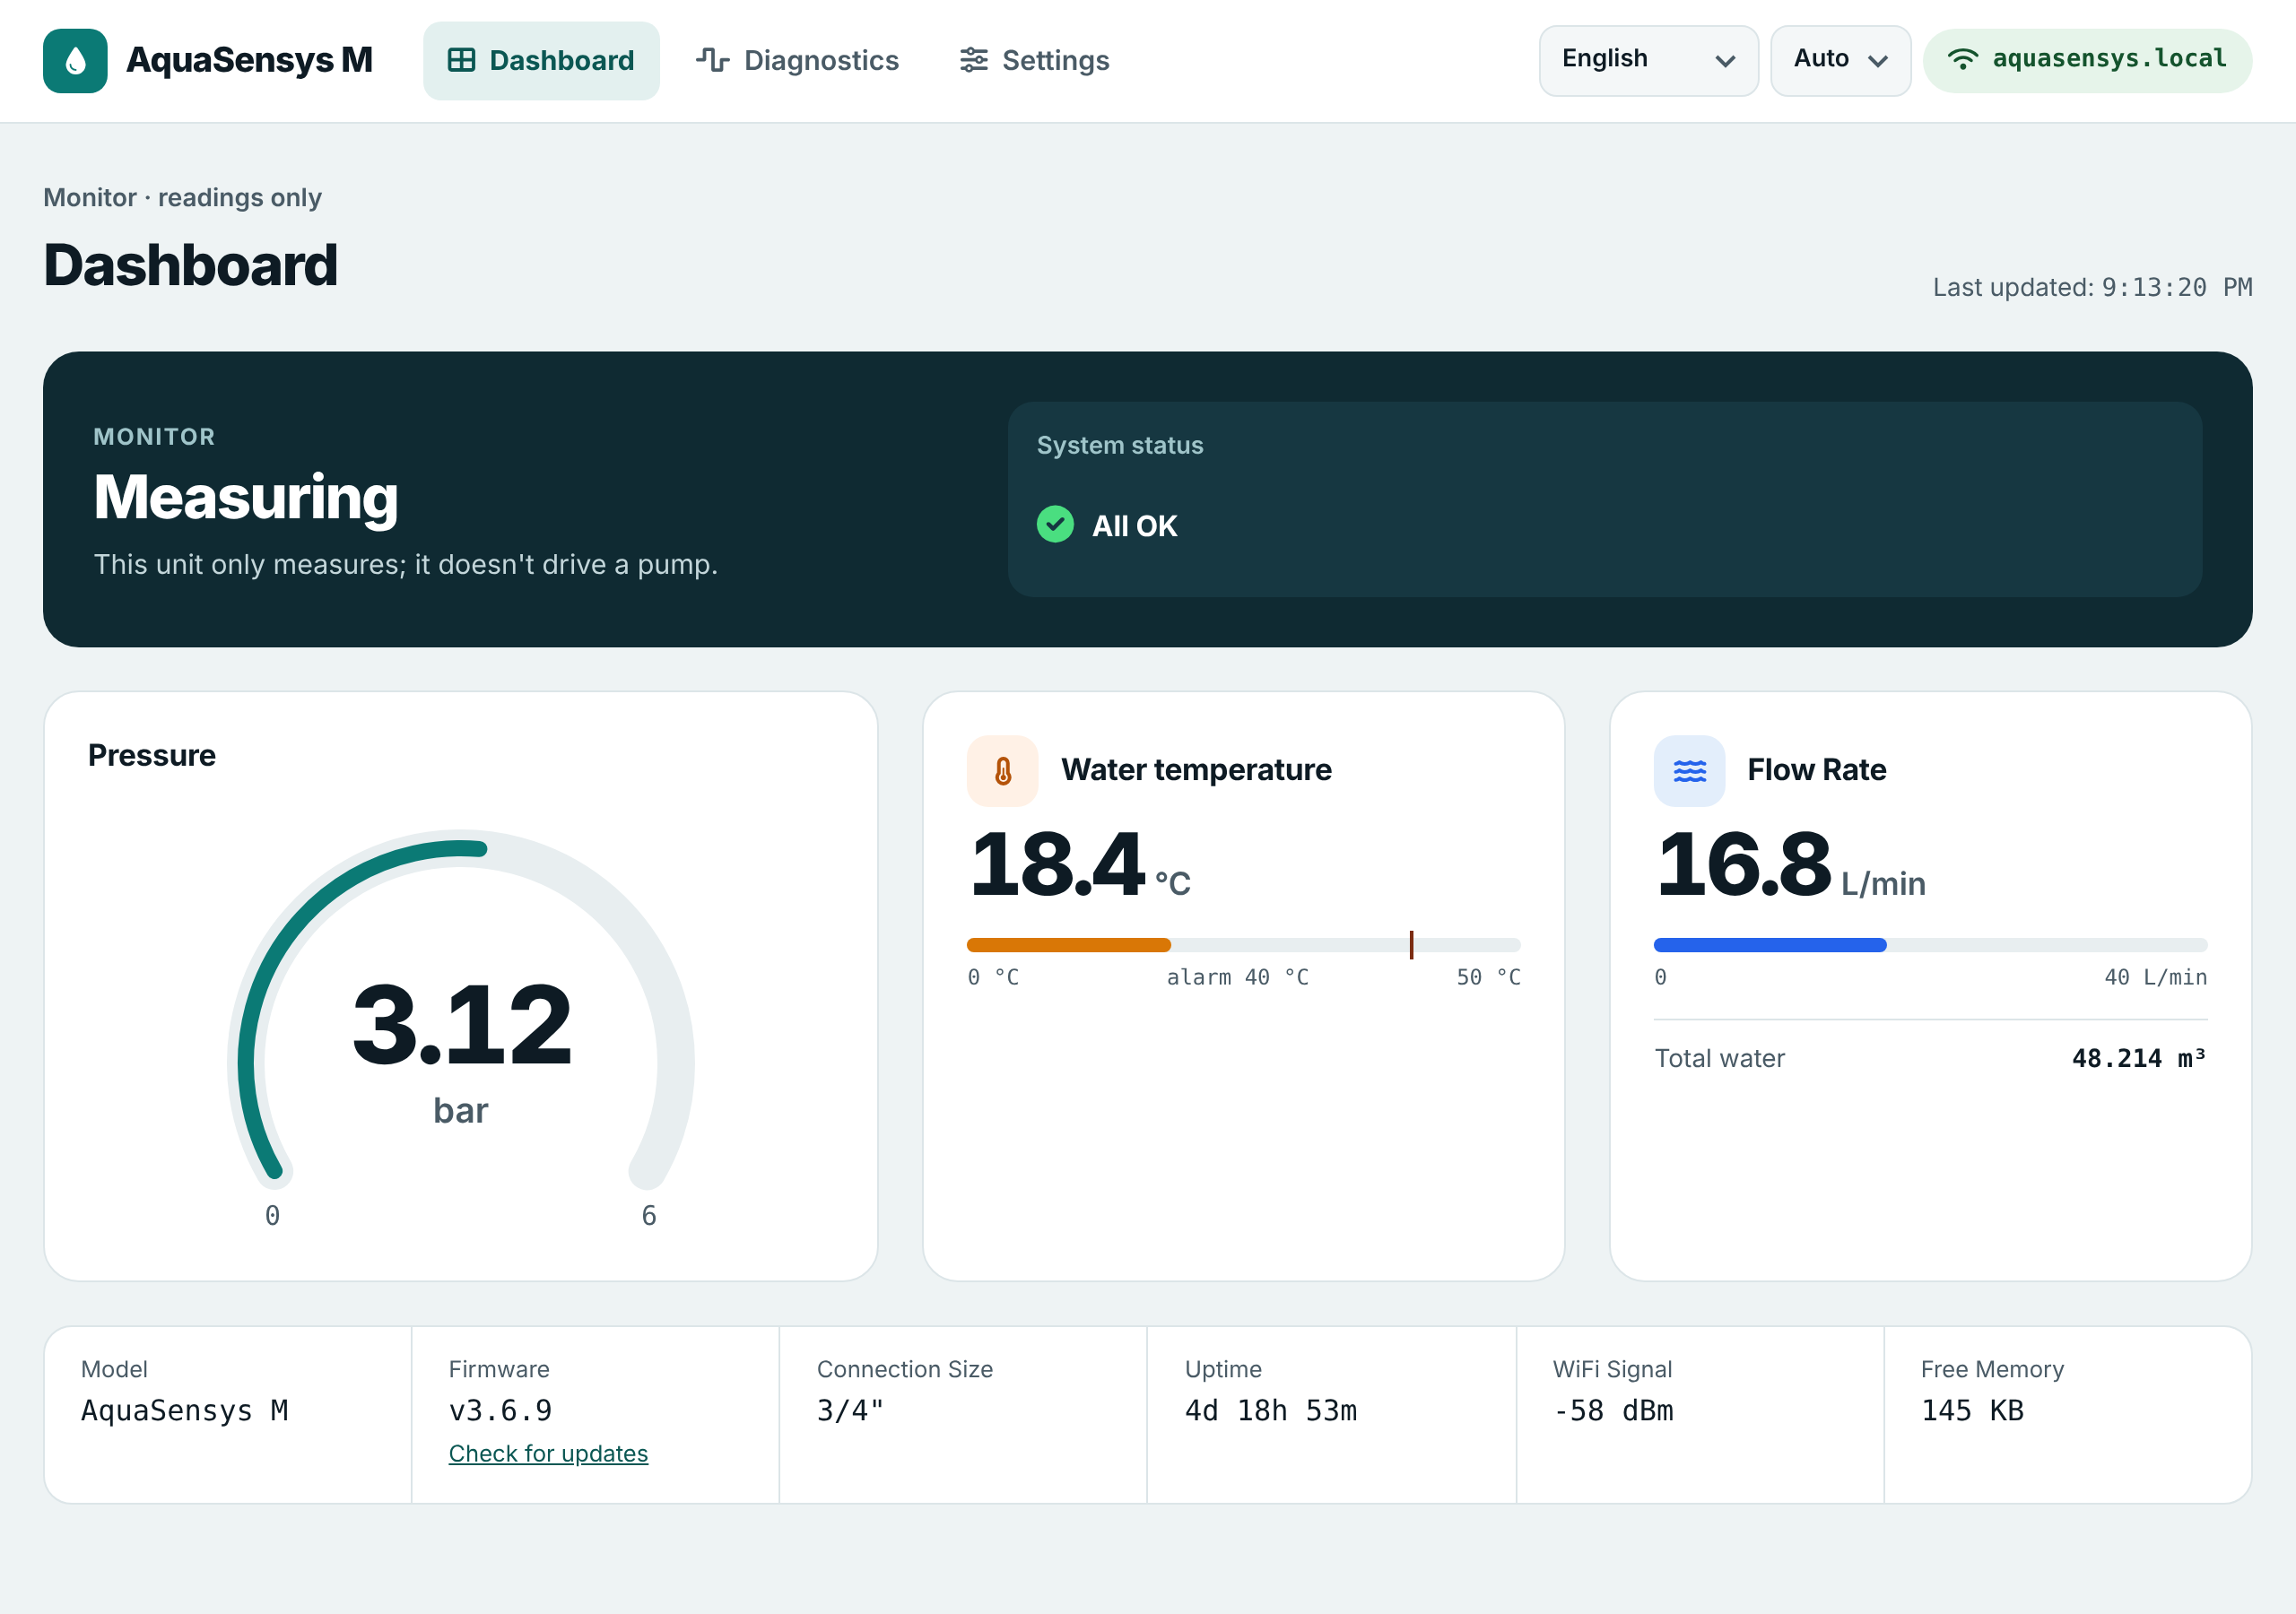 AquaSensys M
Dashboard
Diagnostics
Settings
English
Auto
aquasensys.local
Monitor · readings only
Dashboard
Last updated: 9:13:20 PM
MONITOR
Measuring
This unit only measures; it doesn't drive a pump.
System status
All OK
Pressure
3.12
bar
0
6
Water temperature
18.4 °C
0 °C
alarm 40 °C
50 °C
Flow Rate
16.8 L/min
0
40 L/min
Total water
48.214 m³
Model
AquaSensys M
Firmware
v3.6.9
Check for updates
Connection Size
3/4"
Uptime
4d 18h 53m
WiFi Signal
-58 dBm
Free Memory
145 KB